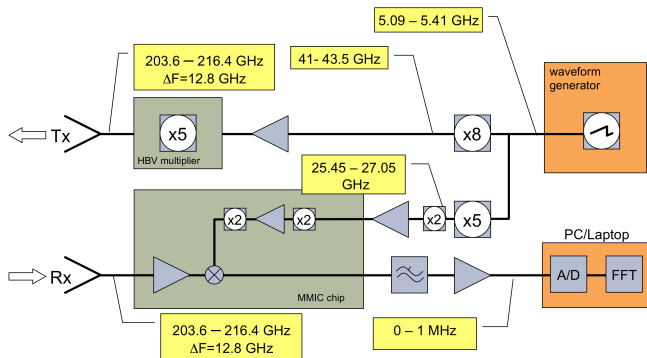 5.09 – 5.41 GHz
203.6 – 216.4 GHz
ΔF=12.8 GHz
41- 43.5 GHz
waveform
generator
Tx
x5
x8
HBV multiplier
25.45 – 27.05
GHz
x2
x2
x2
x5
PC/Laptop
Rx
A/D
FFT
MMIC chip
203.6 – 216.4 GHz
ΔF=12.8 GHz
0 – 1 MHz